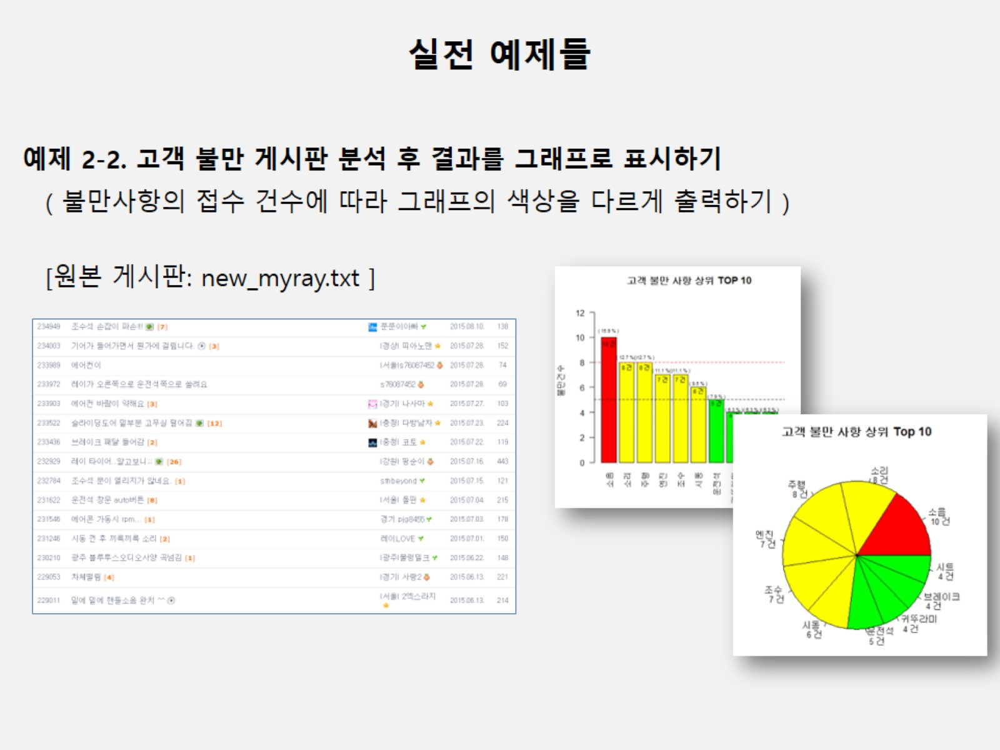 실전 예제들
예제 2-2. 고객 불만 게시판 분석 후 결과를 그래프로 표시하기
( 불만사항의 접수 건수에 따라 그래프의 색상을 다르게 출력하기 )
[원본 게시판: new_myray.txt ]
234949 조수석 손잡이 파손!!! [7] 쭌쭌이아빠 2015.08.10. 138
234003 기어가 들어가면서 뭔가에 걸립니다. [3] |경상| 피아노맨 2015.07.28. 152
233989 에어컨이 |서울|s76087452 2015.07.28. 74
233972 레이가 오른쪽으로 운전석쪽으로 쏠려요 s76087452 2015.07.28. 69
233903 에어컨 바람이 약해요 [3] |경기| 나사마 2015.07.27. 103
233522 슬라이딩도어 밑부분 고무실 떨어짐 [12] |충청| 다방남자 2015.07.23. 224
233436 브레이크 패달 들어감 [2] |충청| 코토 2015.07.22. 119
232929 레이 타이어..알고보니;; [26] |강원| 땅순이 2015.07.16. 443
232784 조수석 문이 열리지가 않네요. [1] sthbeyond 2015.07.15. 121
231622 운전석 창문 auto버튼 [8] |서울| 돌핀 2015.07.04. 215
231546 에어콘 가동시 rpm... [1] 경기 pjg8455 2015.07.03. 178
231246 시동 켠 후 끼륵끼륵 소리 [2] 레이LOVE 2015.07.01. 150
230210 광주 블루투스오디오사양 곡넘김 [1] |광주|몰랑밀크 2015.06.22. 148
229053 차체떨림 [4] |경기| 사랑2 2015.06.13. 221
229011 밑에 밑에 핸들소음 완치 ^^ |서울| 2엑스라지 2015.06.13. 214
고객 불만 사항 상위 TOP 10
불만건수
12
10
8
6
4
2
0
(15.9%)
(12.7%)(12.7%)
(11.1%)(11.1%)
(9.5%)
(7.9%)
(6.3%)(6.3%)(6.3%)
10 건
8 건 8 건
7 건 7 건
6 건
5 건
소음 소리 주행 엔진 조수 시동 운전석
고객 불만 사항 상위 Top 10
소리
8 건
주행
8 건
소음
10 건
엔진
7 건
시트
4 건
조수
7 건
브레이크
4 건
귀뚜라미
4 건
시동
6 건
운전석
5 건